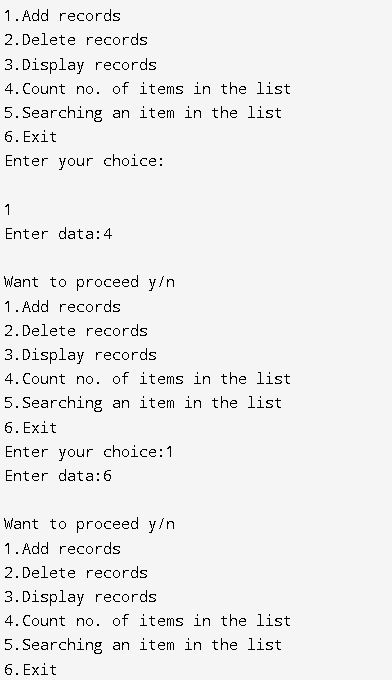 1.Add records
2.Delete records
3.Display records
4.Count no. of items in the list
5.Searching an item in the list
6.Exit
Enter your choice:
1
Enter data:4
Want to proceed y/n
1.Add records
2.Delete records
3.Display records
4.Count no. of items in the list
5.Searching an item in the list
6.Exit
Enter your choice:1
Enter data:6
Want to proceed y/n
1.Add records
2.Delete records
3.Display records
4.Count no. of items in the list
5.Searching an item in the list
6.Exit